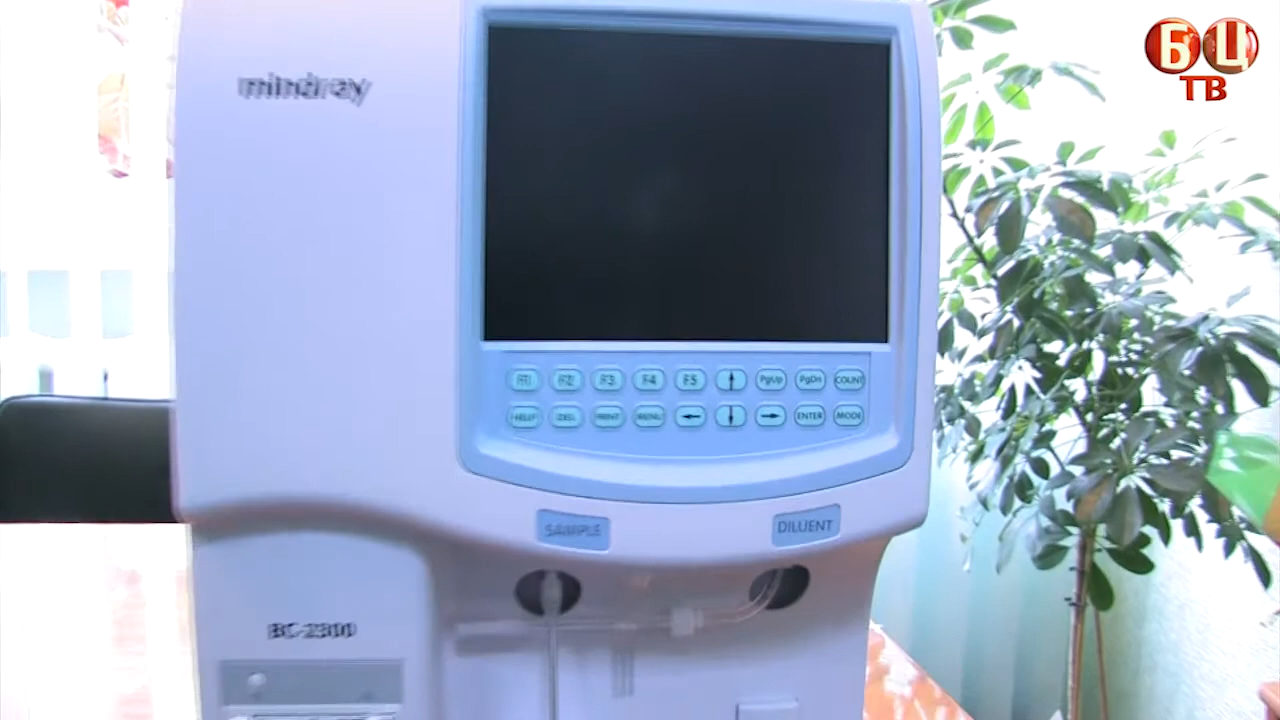 БЦ
ТВ
mindray
F1 F2 F3 F4 F5 PgUp PgDn COUNT
HELP DEL PRINT MENU ENTER MODE
SAMPLE
DILUENT
BC-2300